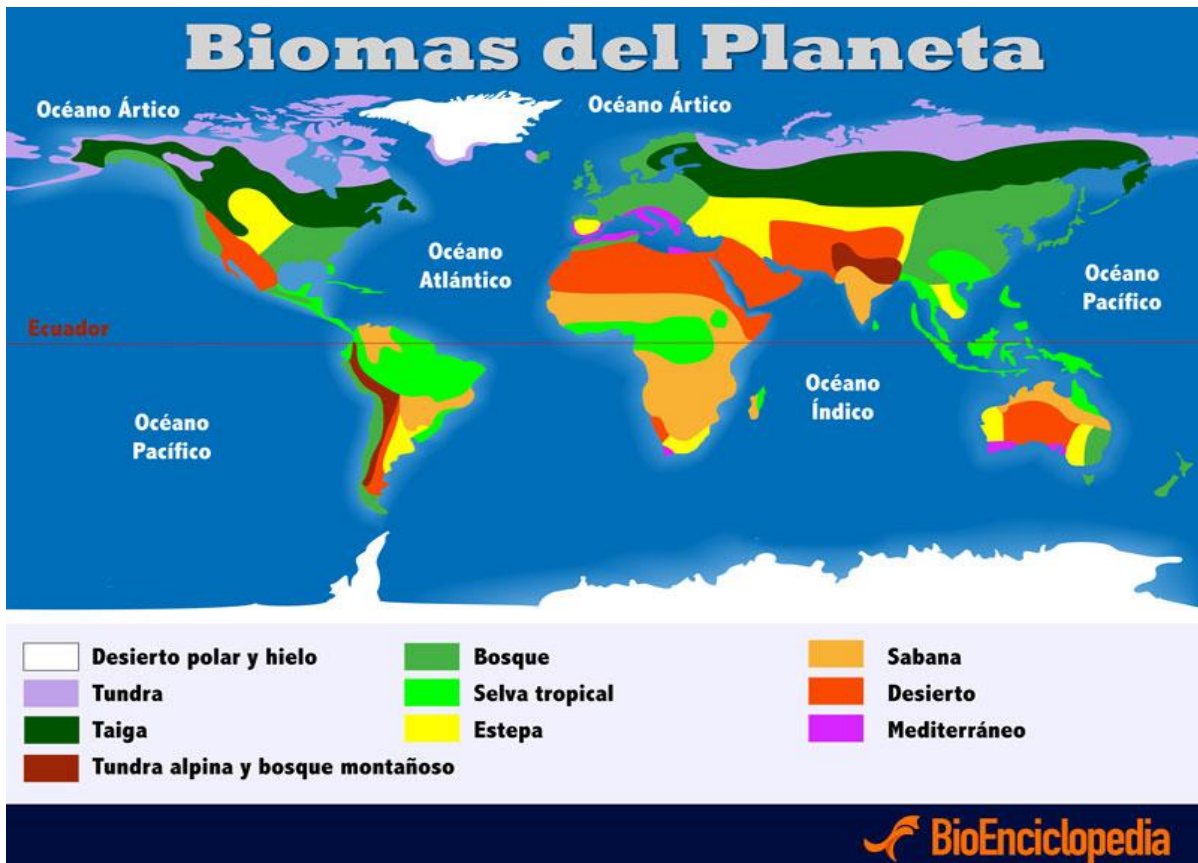 Biomas del Planeta
Océano Ártico
Océano Ártico
Océano
Atlántico
Océano
Pacífico
Ecuador
Océano
Índico
Océano
Pacífico
Desierto polar y hielo
Tundra
Taiga
Tundra alpina y bosque montañoso
Bosque
Selva tropical
Estepa
Sabana
Desierto
Mediterráneo
BioEnciclopedia